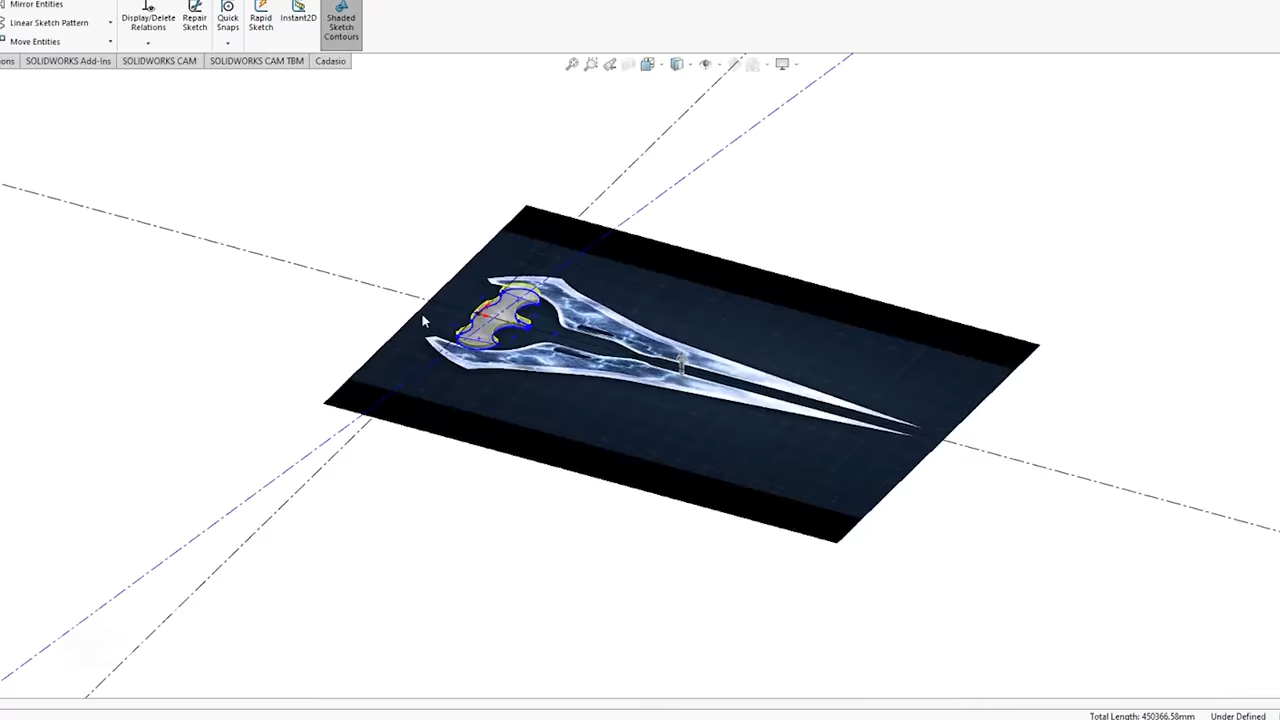 Mirror Entities
Linear Sketch Pattern
Move Entities
Display/Delete
Relations
Repair
Sketch
Quick
Snaps
Rapid
Sketch
Instant2D
Shaded
Sketch
Contours
ons
SOLIDWORKS Add-Ins
SOLIDWORKS CAM
SOLIDWORKS CAM TBM
Cadasio
Total Length: 450366.58mm
Under Defined